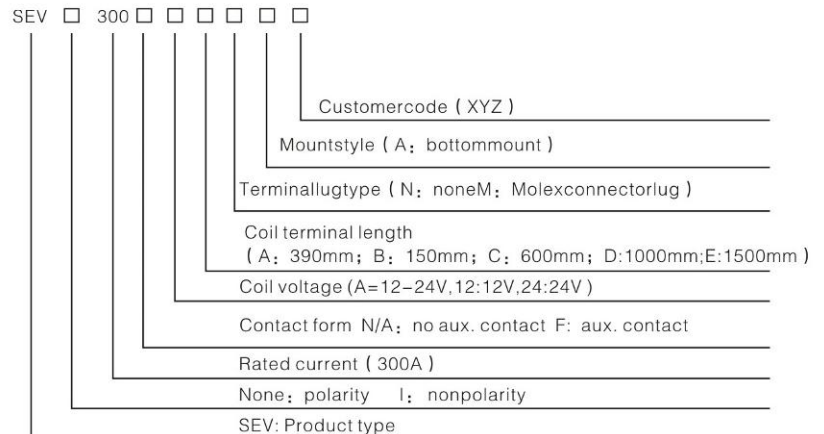 SEV □ 300 □ □ □ □ □ □
Customercode ( XYZ )
Mountstyle ( A: bottommount )
Terminallugtype ( N: noneM: Molexconnectorlug )
Coil terminal length
( A: 390mm; B: 150mm; C: 600mm; D:1000mm;E:1500mm )
Coil voltage (A=12–24V,12:12V,24:24V )
Contact form N/A: no aux. contact F: aux. contact
Rated current ( 300A )
None: polarity I: nonpolarity
SEV: Product type